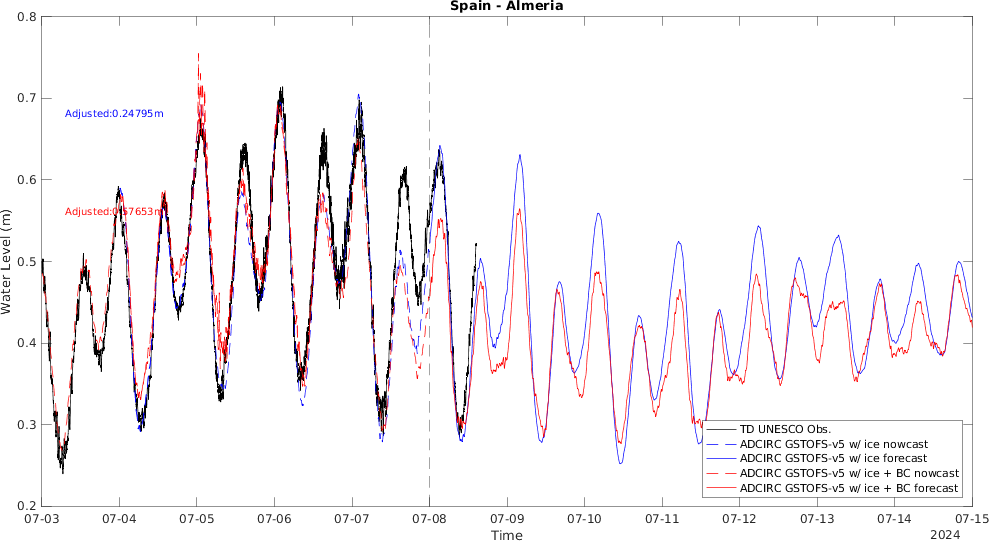 Spain - Almeria
0.8
0.7
0.6
0.5
0.4
0.3
0.2
Water Level (m)
Adjusted:0.24795m
Adjusted:0.57653m
TD UNESCO Obs.
ADCIRC GSTOFS-v5 w/ ice nowcast
ADCIRC GSTOFS-v5 w/ ice forecast
ADCIRC GSTOFS-v5 w/ ice + BC nowcast
ADCIRC GSTOFS-v5 w/ ice + BC forecast
07-03 07-04 07-05 07-06 07-07 07-08 07-09 07-10 07-11 07-12 07-13 07-14 07-15
Time
2024